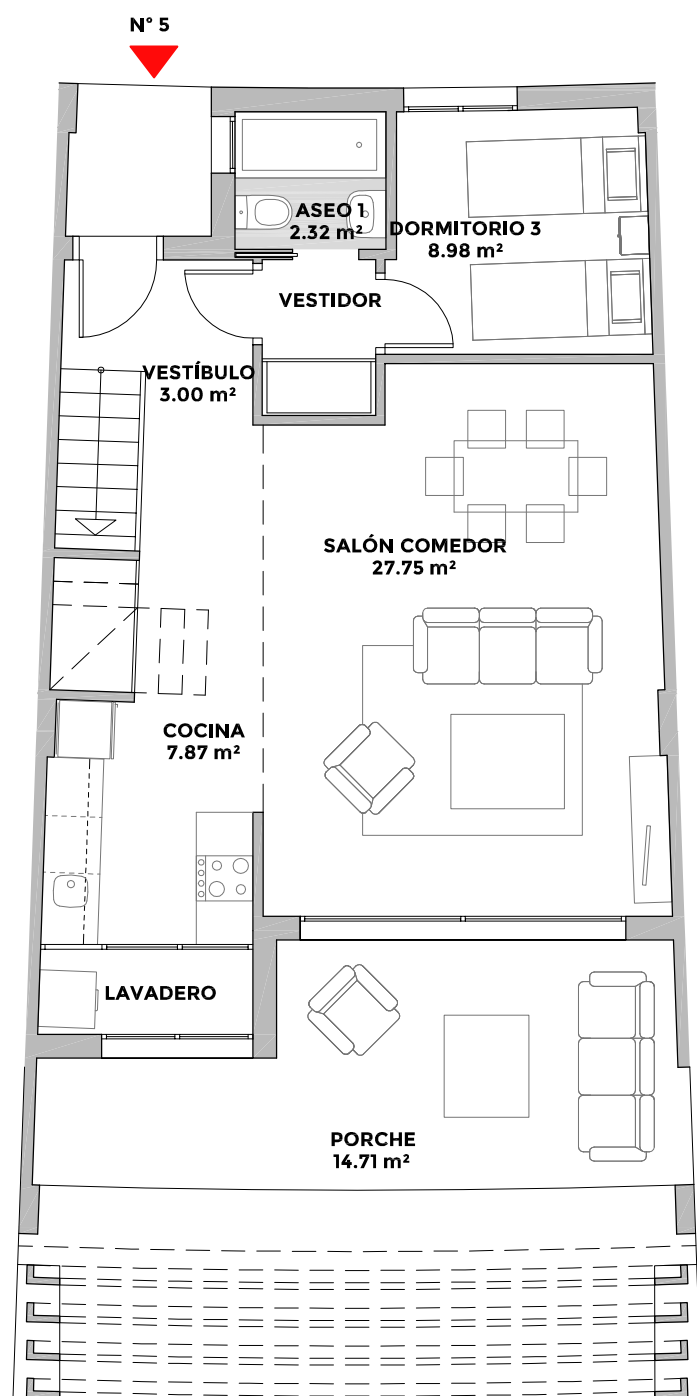 N° 5
ASEO 1
2.32 m²
DORMITORIO 3
8.98 m²
VESTIDOR
VESTÍBULO
3.00 m²
SALÓN COMEDOR
27.75 m²
COCINA
7.87 m²
LAVADERO
PORCHE
14.71 m²